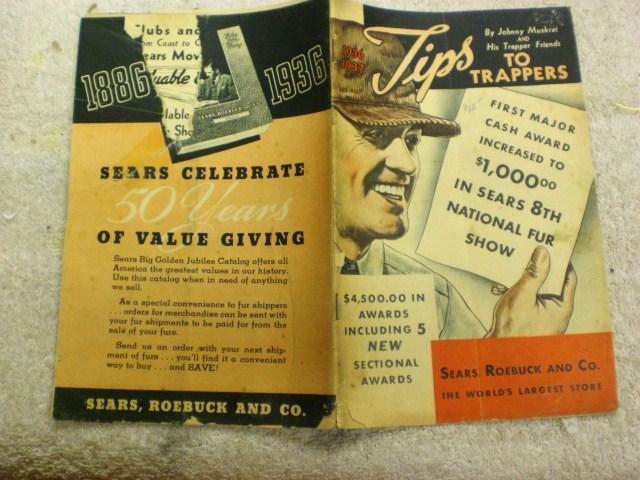 1886
1936
SEARS, ROEBUCK
SEARS CELEBRATE
50 Years
OF VALUE GIVING
Sears Big Golden Jubilee Catalog offers all
America the greatest values in our history.
Use this catalog when in need of anything
we sell.
As a special convenience to fur shippers
... orders for merchandise can be sent with
your fur shipments to be paid for from the
sale of your furs.
Send us an order with your next ship-
ment of furs ... you'll find it a convenient
way to buy ... and SAVE!
SEARS, ROEBUCK AND CO.
1936
1937
Tips
TO
TRAPPERS
By Johnny Muskrat
AND
His Trapper Friends
FIRST MAJOR
CASH AWARD
INCREASED TO
$1,000.00
IN SEARS 8TH
NATIONAL FUR
SHOW
$4,500.00 IN
AWARDS
INCLUDING 5
NEW
SECTIONAL
AWARDS
SEARS, ROEBUCK AND CO.
THE WORLD'S LARGEST STORE